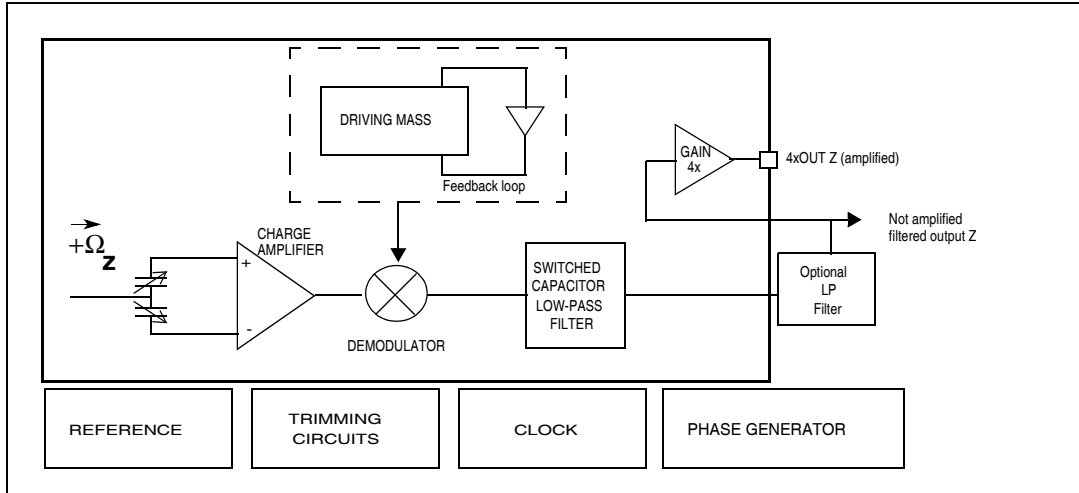 DRIVING MASS
Feedback loop
GAIN
4x
4xOUT Z (amplified)
Not amplified
filtered output Z
+Ω
z
CHARGE
AMPLIFIER
+
-
DEMODULATOR
SWITCHED
CAPACITOR
LOW-PASS
FILTER
Optional
LP
Filter
REFERENCE
TRIMMING
CIRCUITS
CLOCK
PHASE GENERATOR